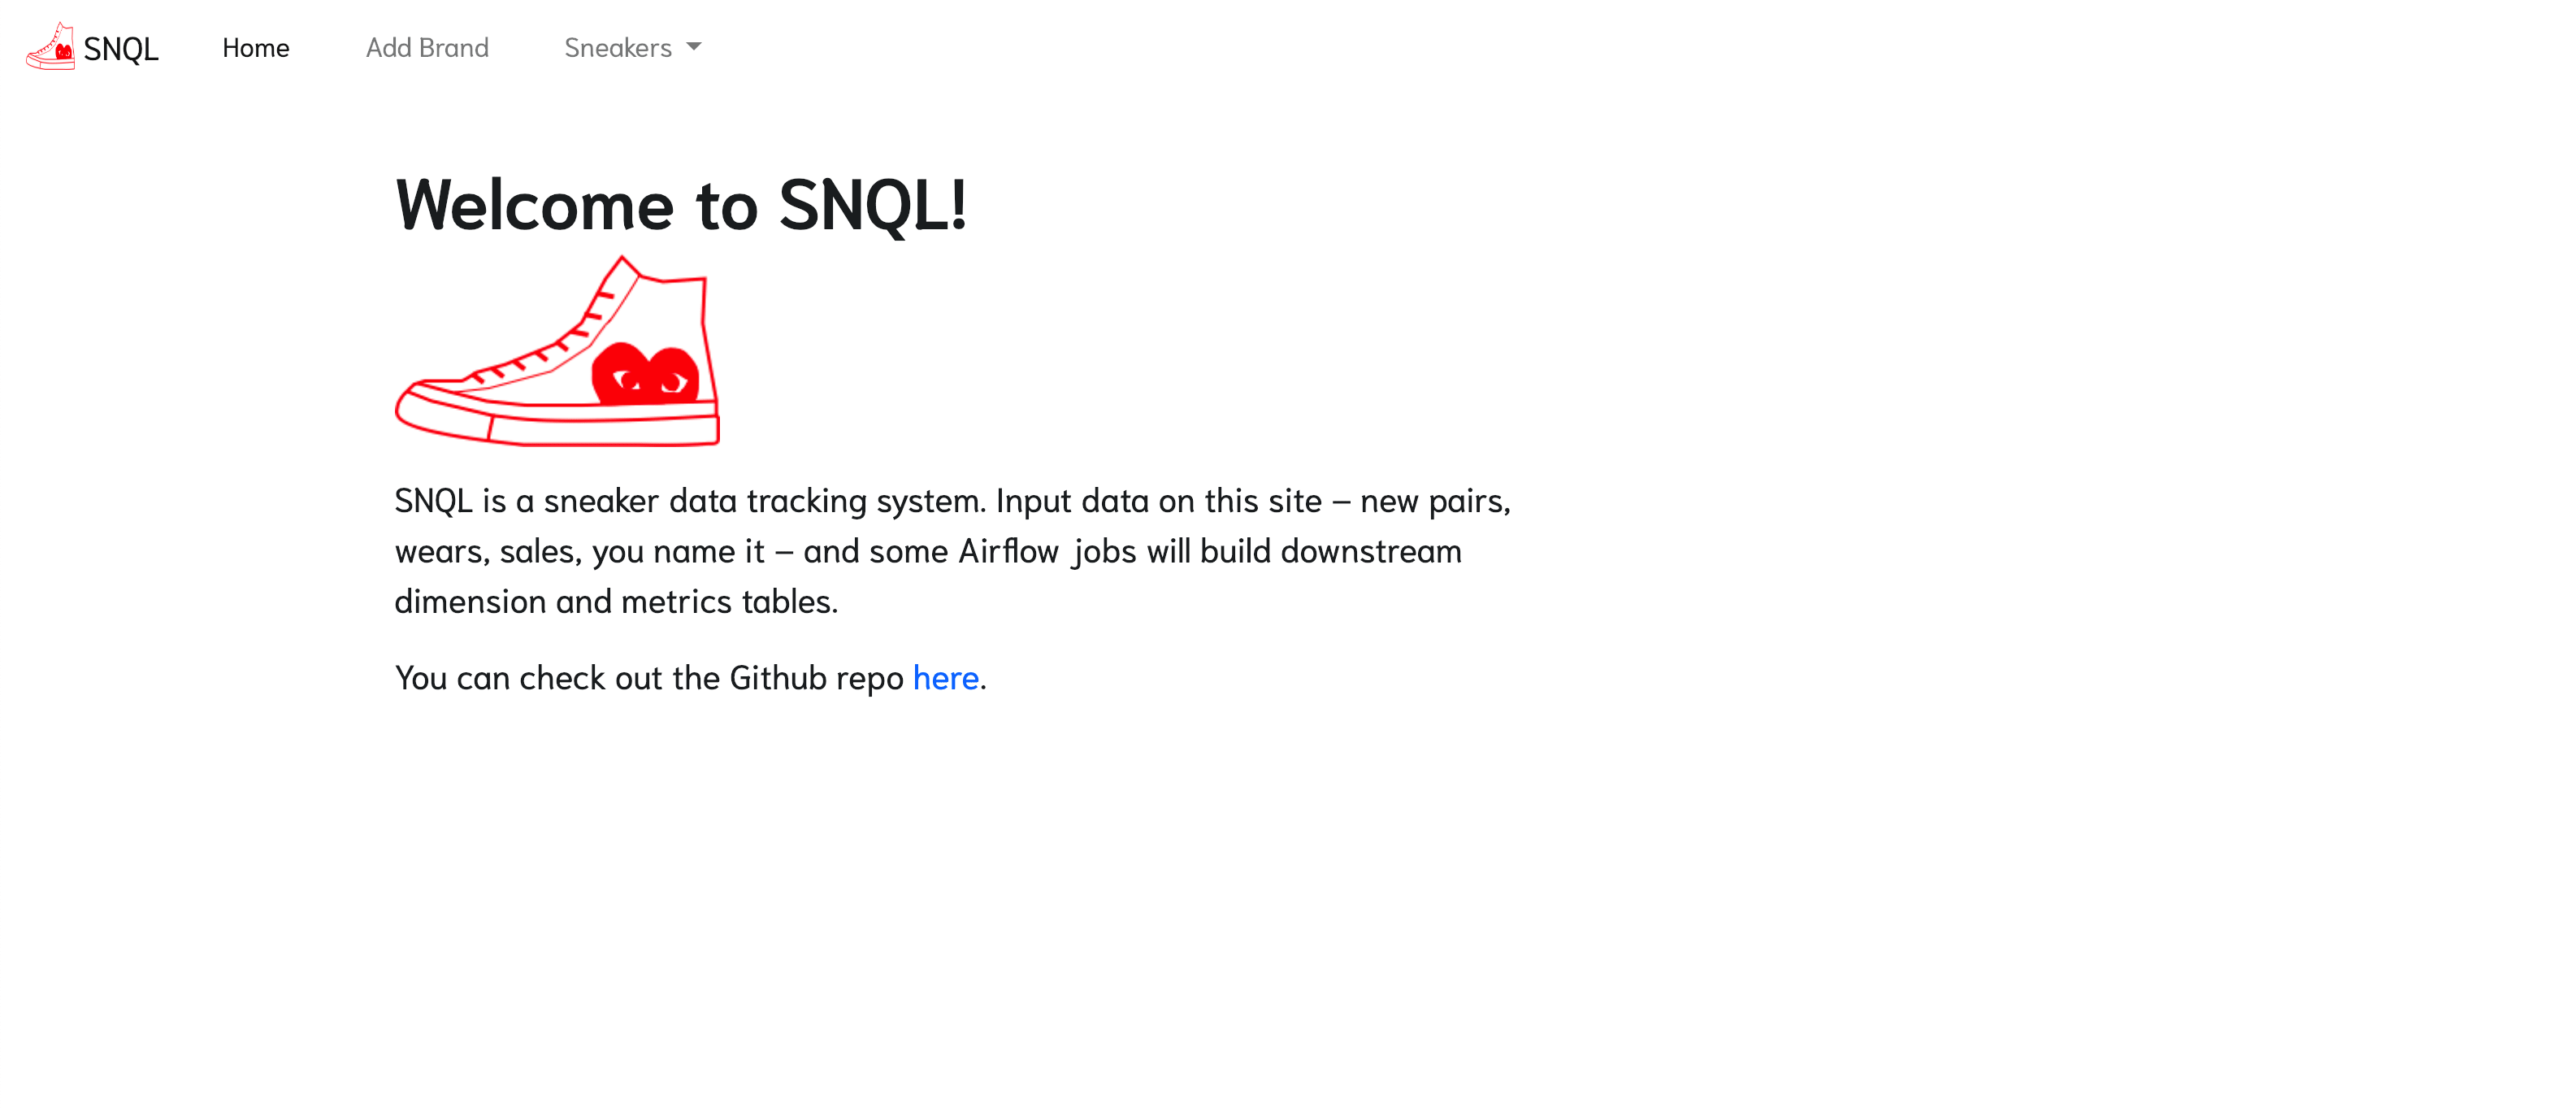 SNQL Home Add Brand Sneakers
Welcome to SNQL!
SNQL is a sneaker data tracking system. Input data on this site – new pairs,
wears, sales, you name it – and some Airflow jobs will build downstream
dimension and metrics tables.
You can check out the Github repo here.